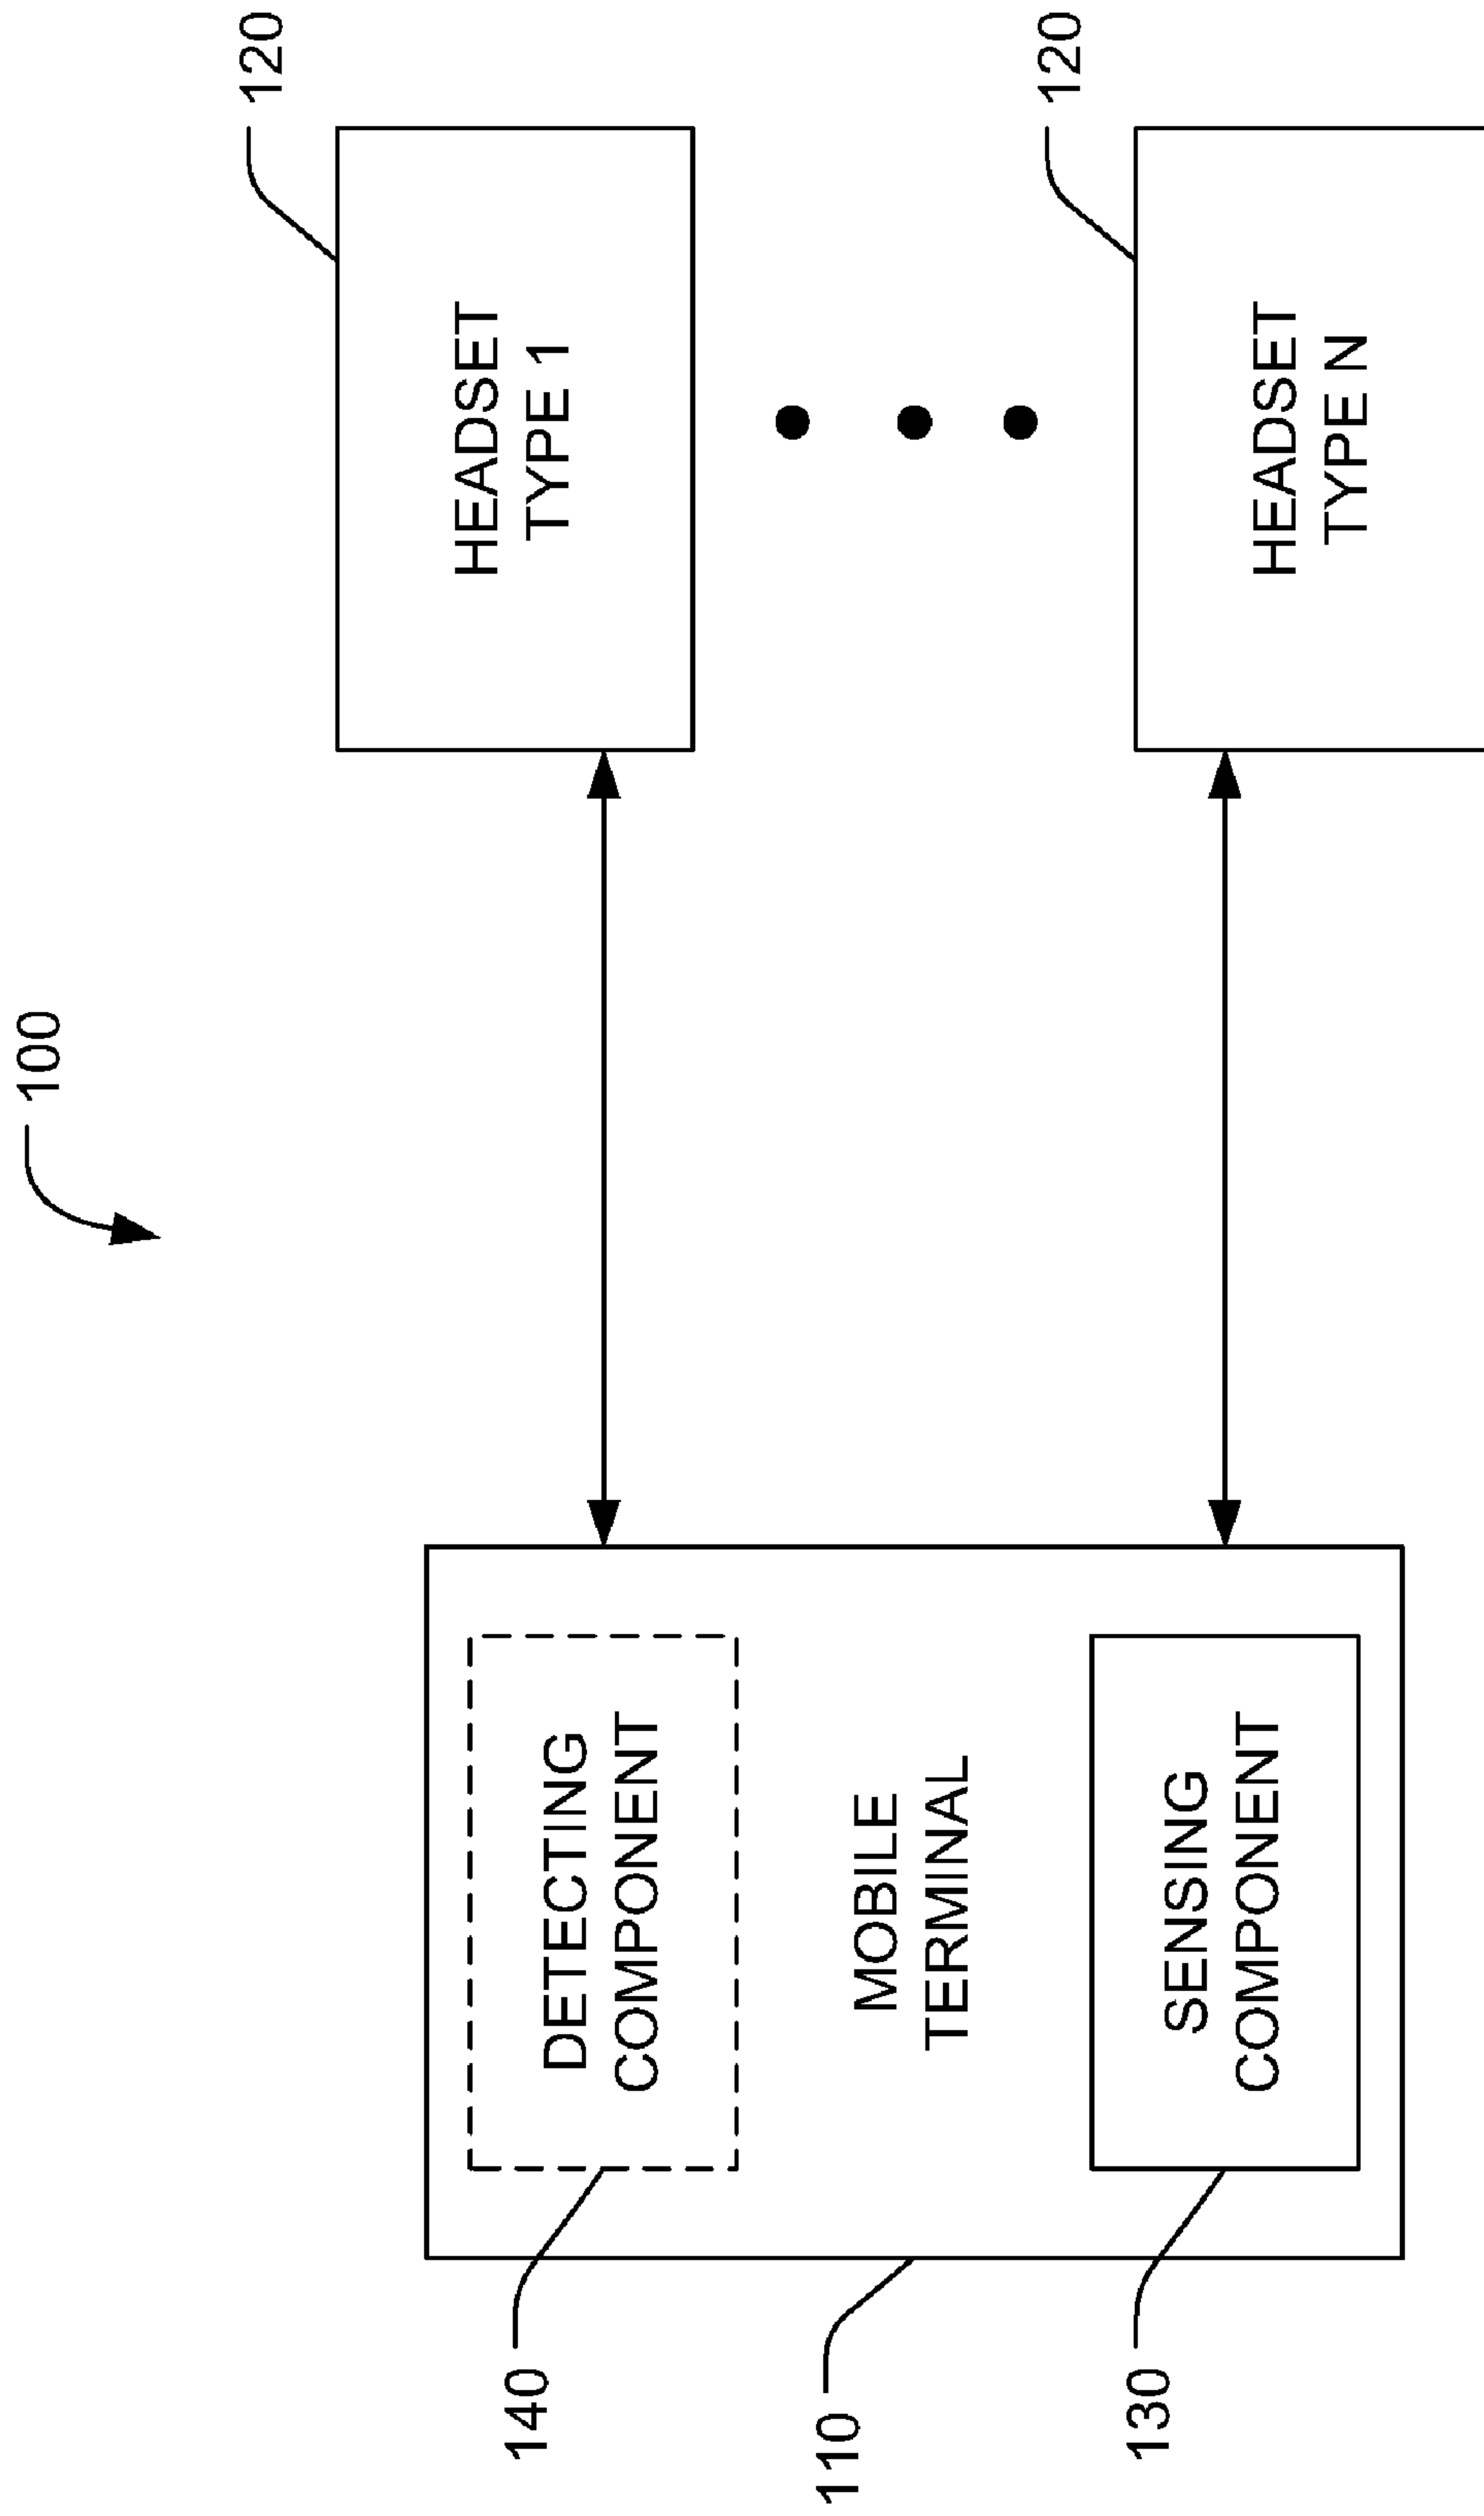 100
120
HEADSET
TYPE 1
140
DETECTING
COMPONENT
110
MOBILE
TERMINAL
130
SENSING
COMPONENT
120
HEADSET
TYPE N